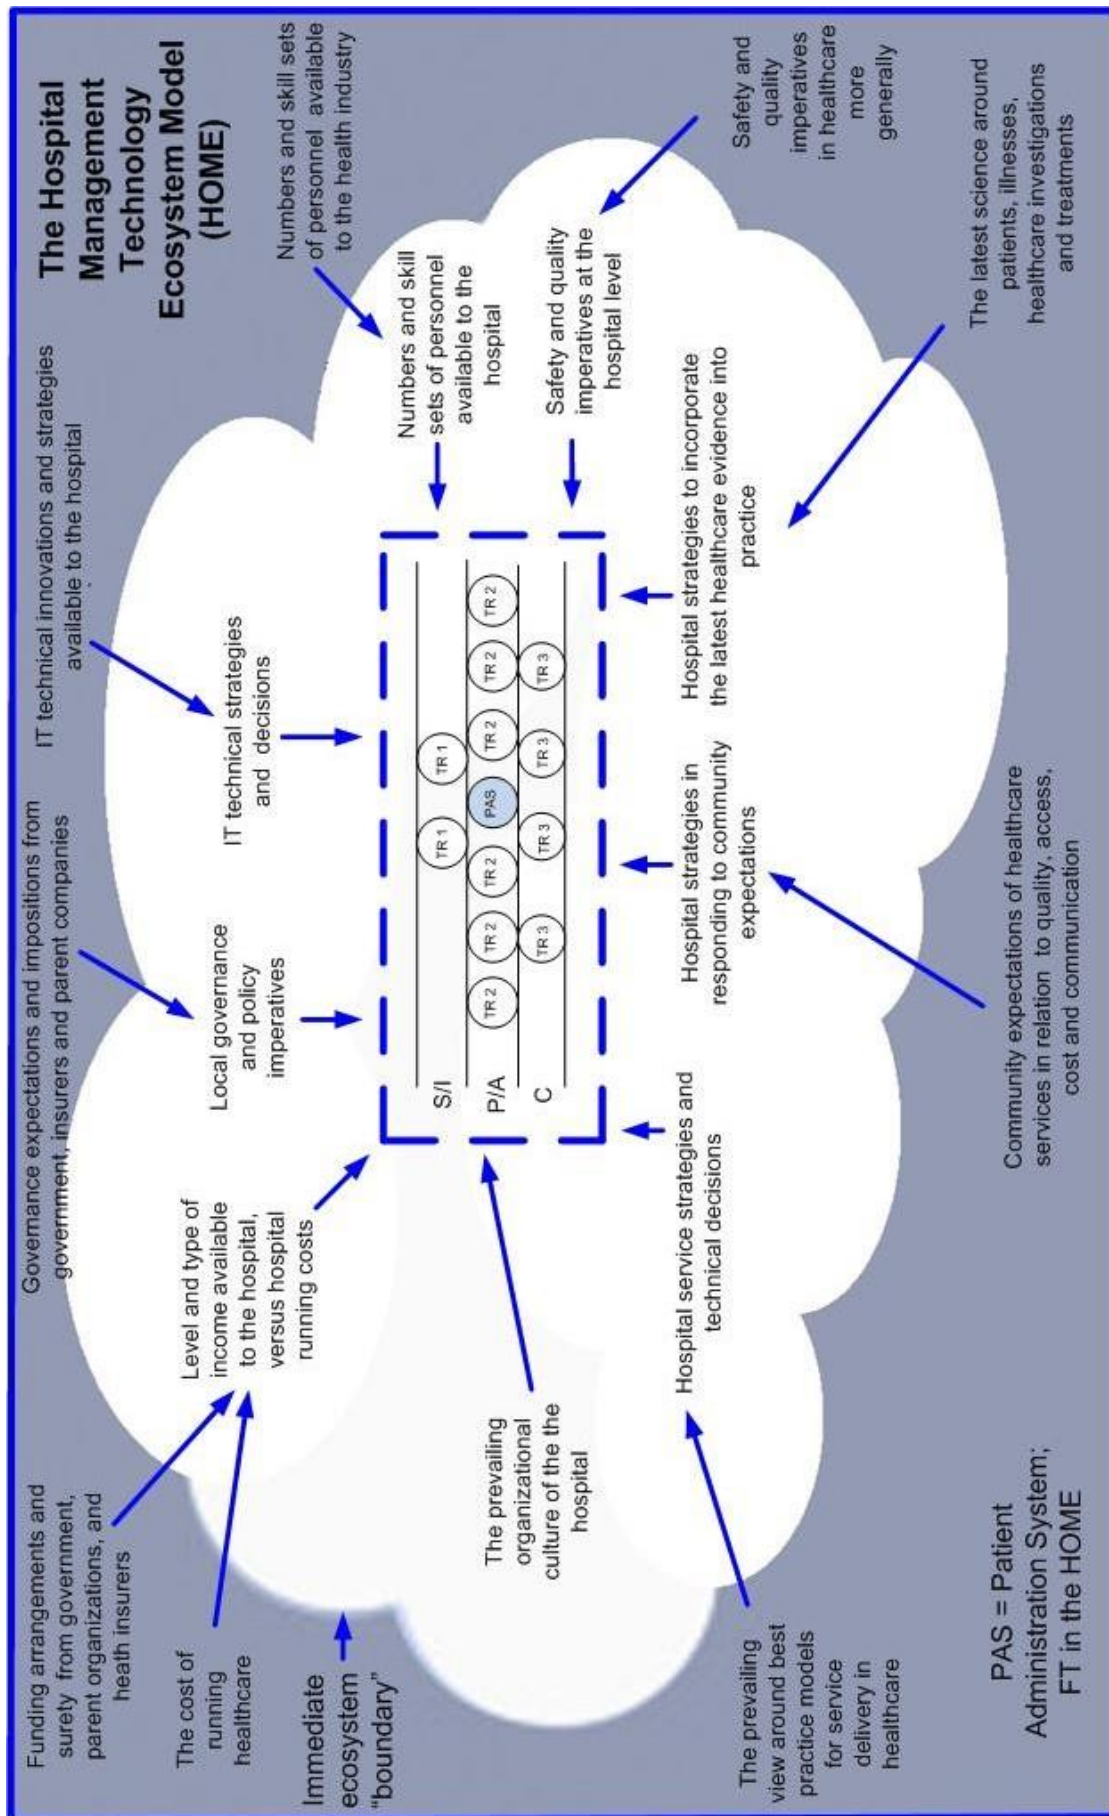 The Hospital
Management
Technology
Ecosystem Model
(HOME)
Funding arrangements and
surety from government,
parent organizations, and
heath insurers
Governance expectations and impositions from
government, insurers and parent companies
IT technical innovations and strategies
available to the hospital
Numbers and skill sets
of personnel available
to the health industry
The cost of
running
healthcare
Level and type of
income available
to the hospital,
versus hospital
running costs
Local governance
and policy
imperatives
IT technical strategies
and decisions
Numbers and skill
sets of personnel
available to the
hospital
Immediate
ecosystem
“boundary”
S/I
TR 1
TR 1
P/A
TR 2
TR 2
TR 2
PAS
TR 2
TR 2
TR 2
C
TR 3
TR 3
TR 3
TR 3
The prevailing
organizational
culture of the the
hospital
Safety and quality
imperatives at the
hospital level
Safety and
quality
imperatives
in healthcare
more
generally
Hospital service strategies and
technical decisions
Hospital strategies in
responding to community
expectations
Hospital strategies to incorporate
the latest healthcare evidence into
practice
The prevailing
view around best
practice models
for service
delivery in
healthcare
Community expectations of healthcare
services in relation to quality, access,
cost and communication
The latest science around
patients, illnesses,
healthcare investigations
and treatments
PAS = Patient
Administration System;
FT in the HOME